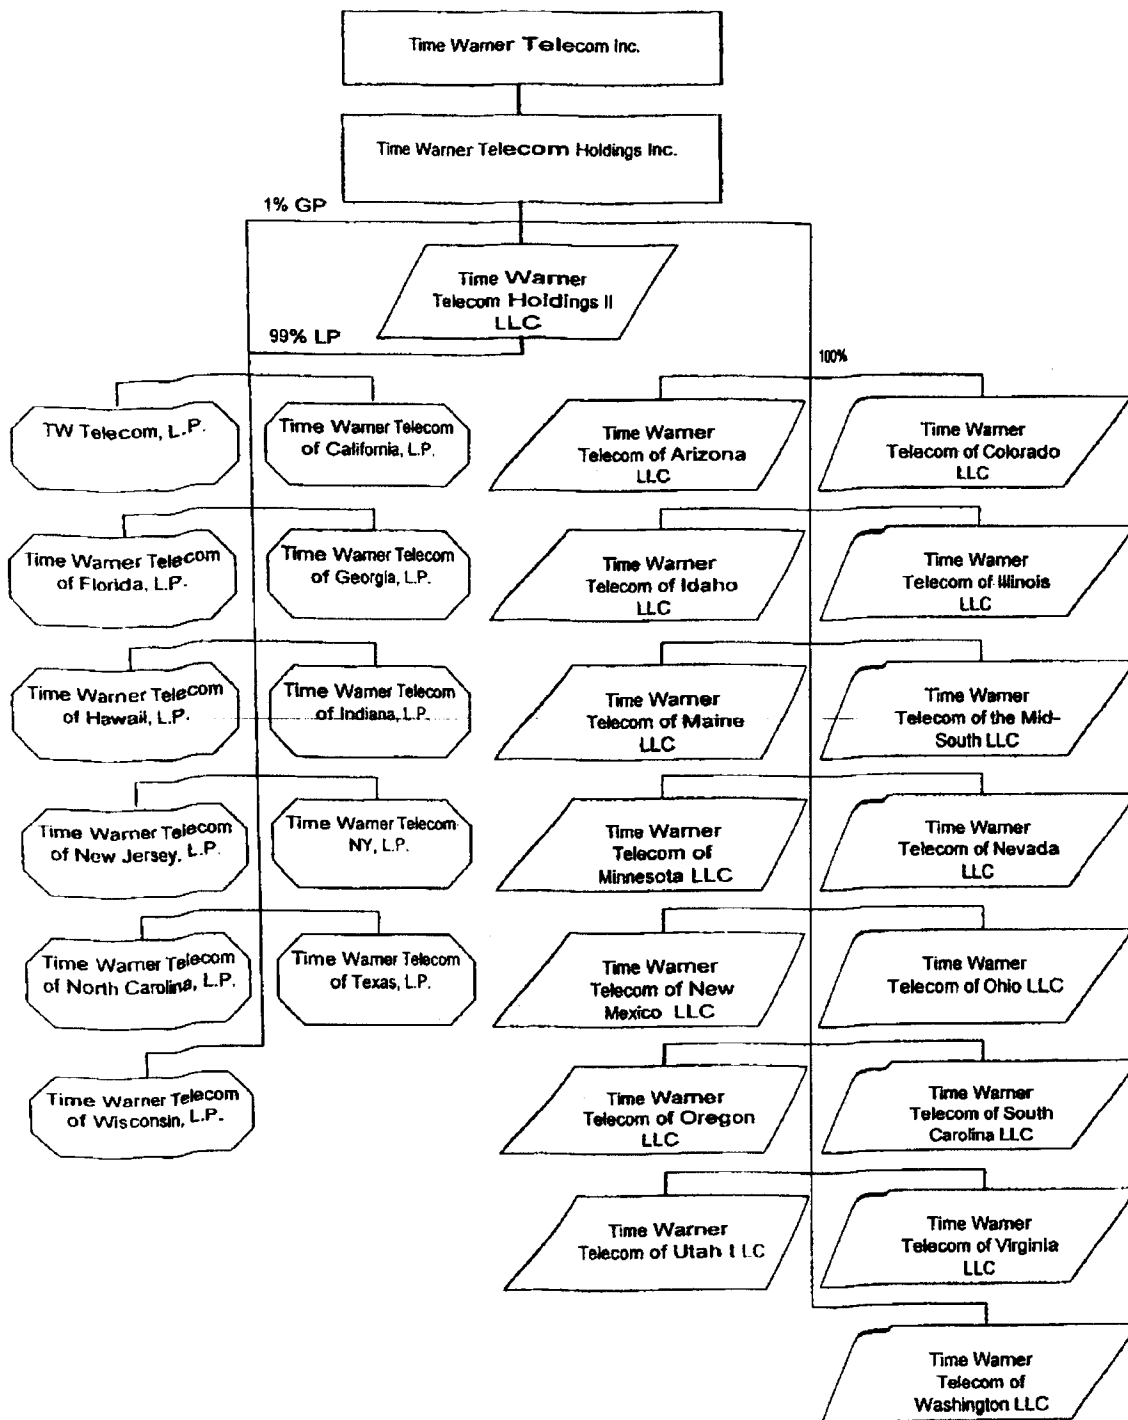 Time Warner Telecom Inc.
Time Warner Telecom Holdings Inc.
1% GP
Time Warner
Telecom Holdings II
LLC
99% LP
100%
TW Telecom, L.P.
Time Warner Telecom
of California, L.P.
Time Warner
Telecom of Arizona
LLC
Time Warner
Telecom of Colorado
LLC
Time Warner Telecom
of Florida, L.P.
Time Warner Telecom
of Georgia, L.P.
Time Warner
Telecom of Idaho
LLC
Time Warner
Telecom of Illinois
LLC
Time Warner Telecom
of Hawaii, L.P.
Time Warner Telecom
of Indiana, L.P.
Time Warner
Telecom of Maine
LLC
Time Warner
Telecom of the Mid-
South LLC
Time Warner Telecom
of New Jersey, L.P.
Time Warner Telecom
NY, L.P.
Time Warner
Telecom of
Minnesota LLC
Time Warner
Telecom of Nevada
LLC
Time Warner Telecom
of North Carolina, L.P.
Time Warner Telecom
of Texas, L.P.
Time Warner
Telecom of New
Mexico LLC
Time Warner
Telecom of Ohio LLC
Time Warner Telecom
of Wisconsin, L.P.
Time Warner
Telecom of Oregon
LLC
Time Warner
Telecom of South
Carolina LLC
Time Warner
Telecom of Utah LLC
Time Warner
Telecom of Virginia
LLC
Time Warner
Telecom of
Washington LLC